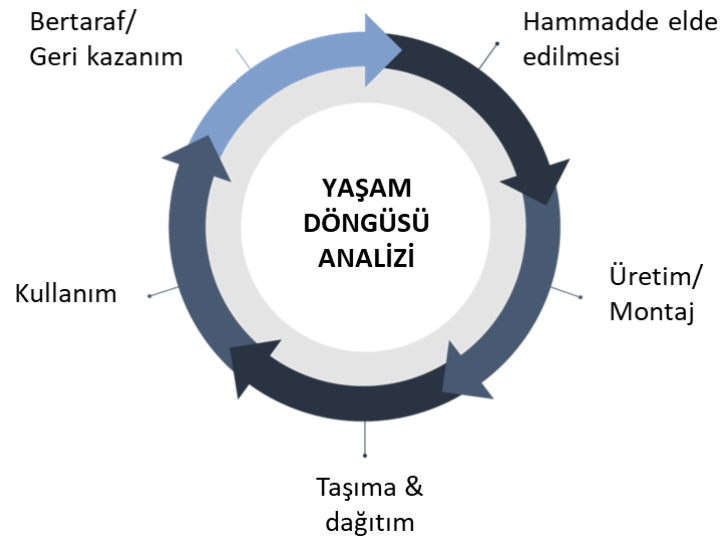 Bertaraf/
Geri kazanım
Hammadde elde
edilmesi
YAŞAM
DÖNGÜSÜ
ANALİZİ
Kullanım
Üretim/
Montaj
Taşıma &
dağıtım